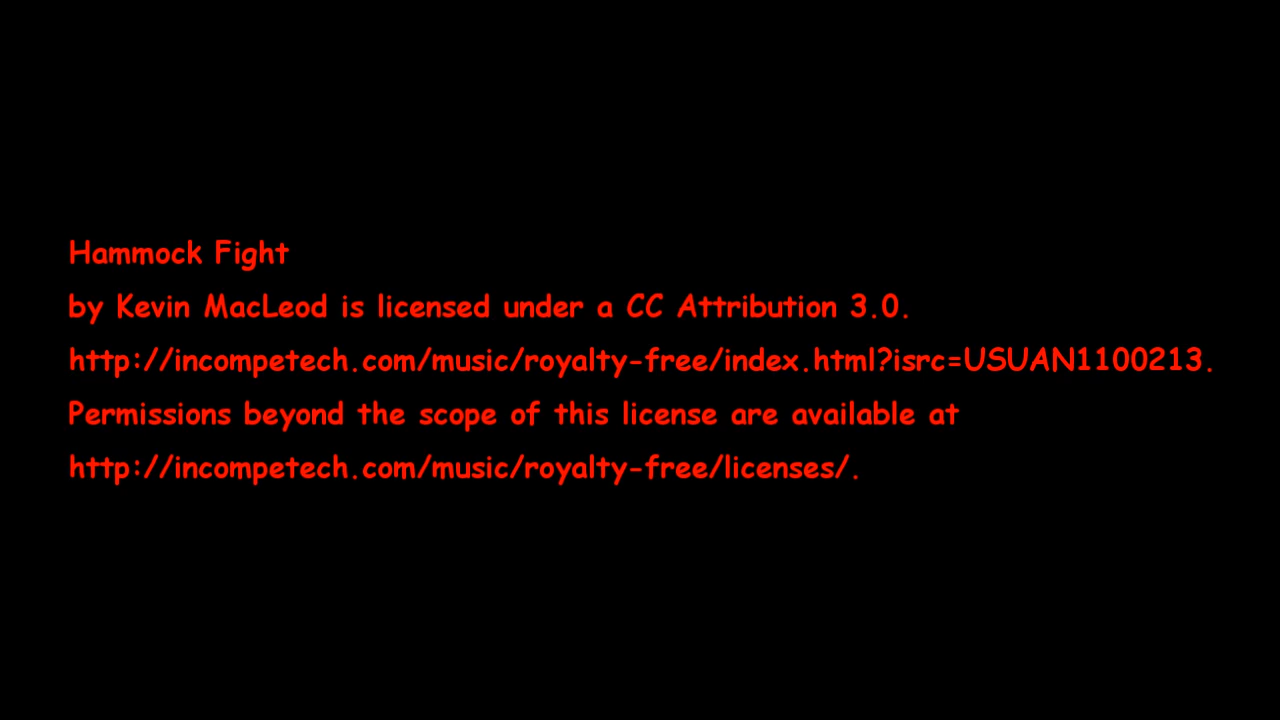 Hammock Fight
by Kevin MacLeod is licensed under a CC Attribution 3.0.
http://incompetech.com/music/royalty-free/index.html?isrc=USUAN1100213.
Permissions beyond the scope of this license are available at
http://incompetech.com/music/royalty-free/licenses/.